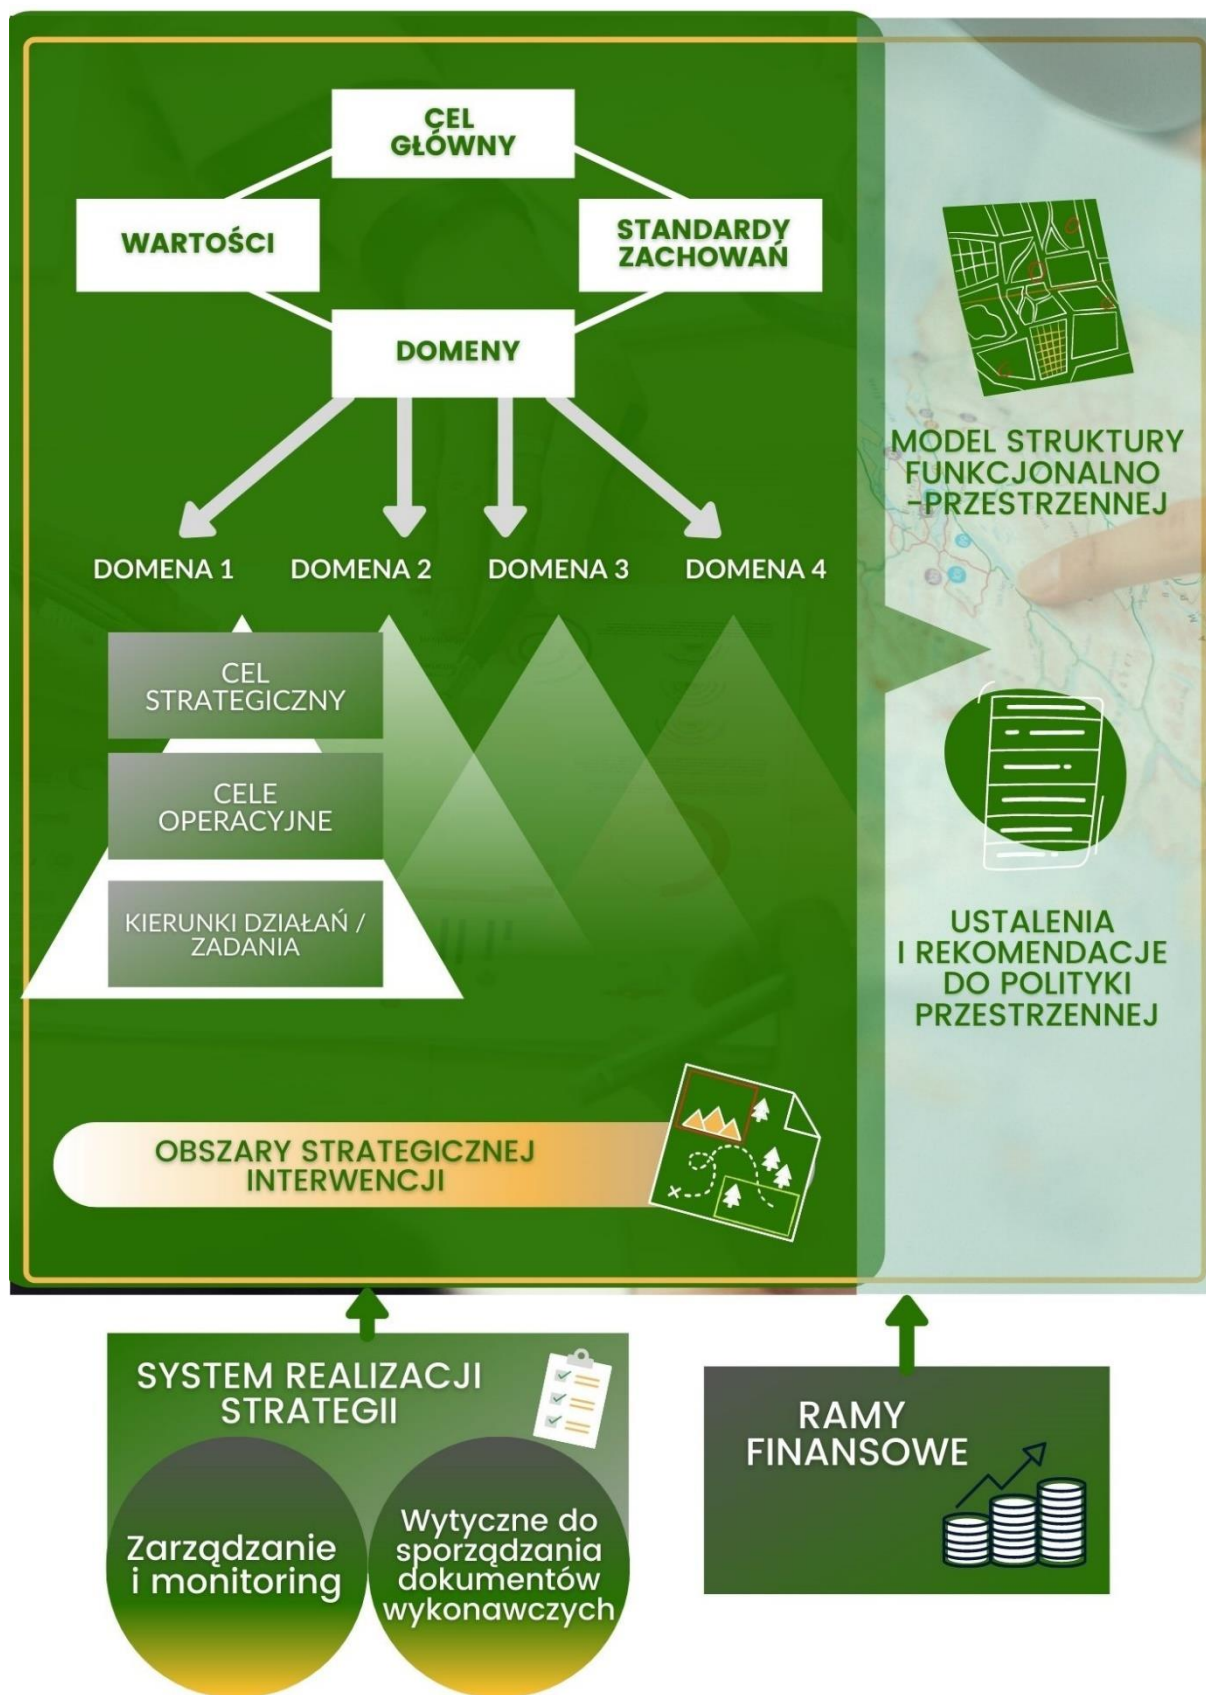 CEL
GŁÓWNY
WARTOŚCI
STANDARDY
ZACHOWAŃ
DOMENY
DOMENA 1
DOMENA 2
DOMENA 3
DOMENA 4
CEL
STRATEGICZNY
CELE
OPERACYJNE
KIERUNKI DZIAŁAŃ /
ZADANIA
OBSZARY STRATEGICZNEJ
INTERWENCJI
MODEL STRUKTURY
FUNKCJONALNO
-PRZESTRZENNEJ
USTALENIA
I REKOMENDACJE
DO POLITYKI
PRZESTRZENNEJ
SYSTEM REALIZACJI
STRATEGII
Zarządzanie
i monitoring
Wytyczne do
sporządzania
dokumentów
wykonawczych
RAMY
FINANSOWE